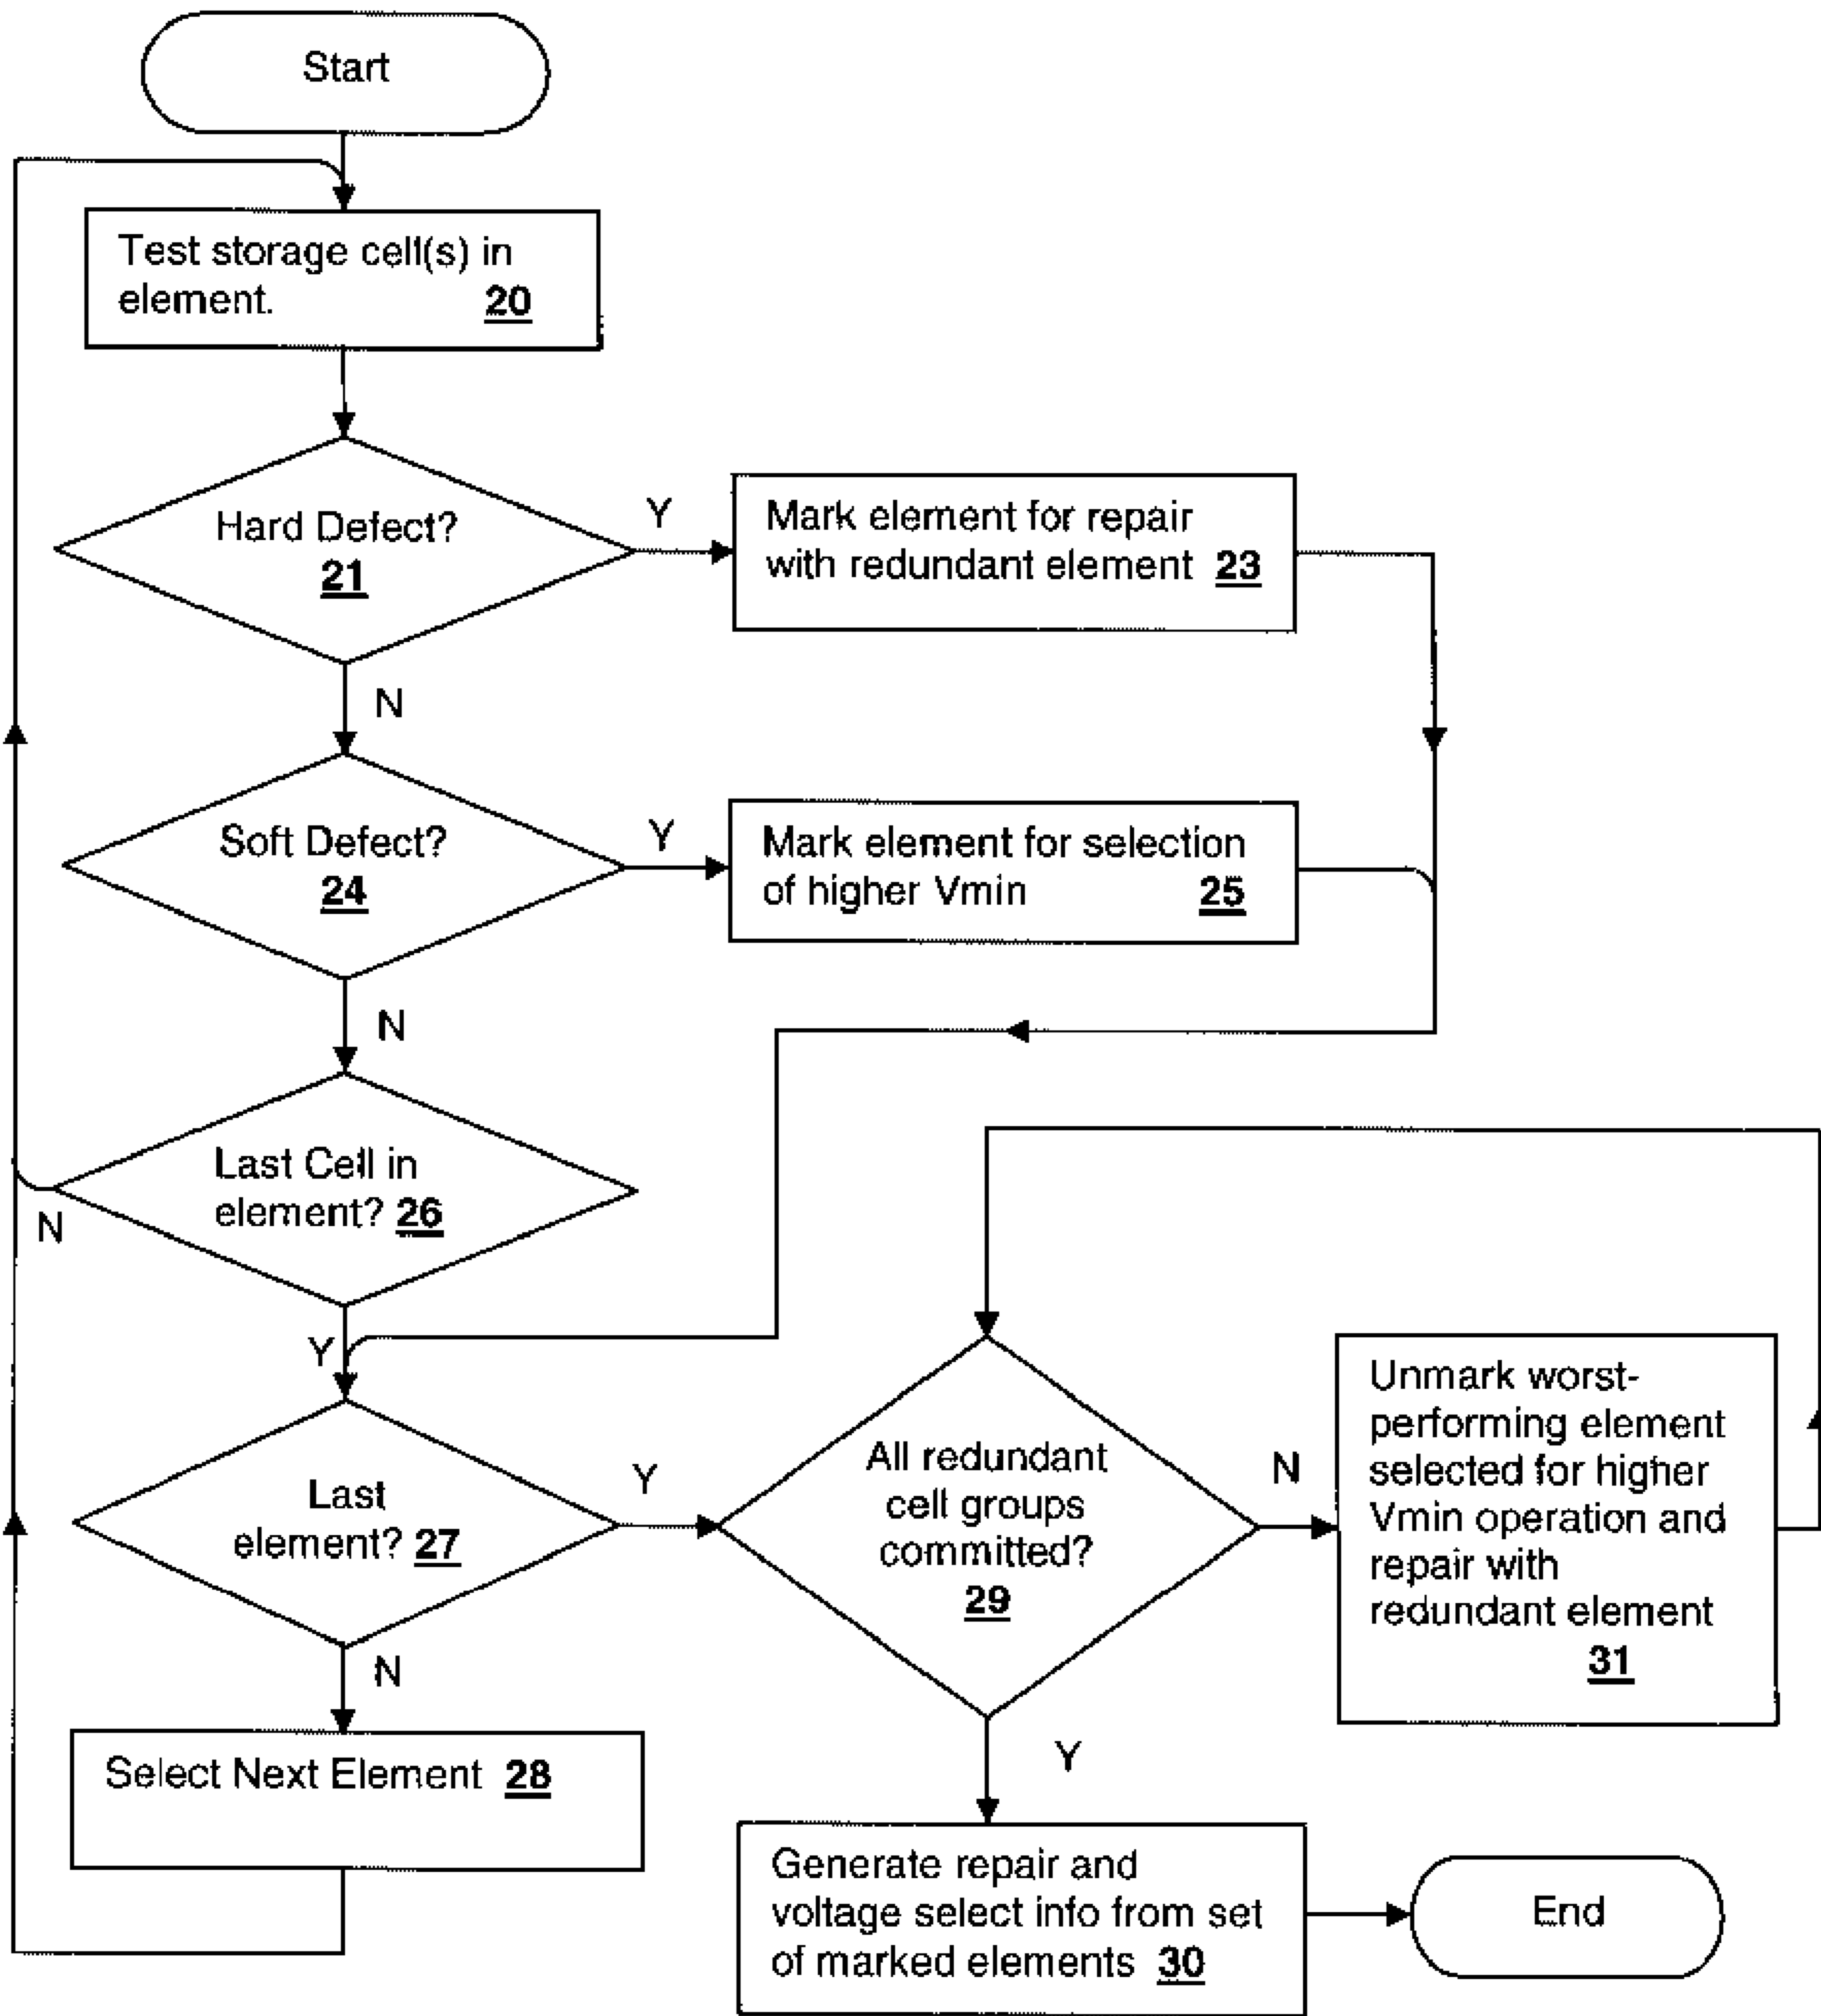 Start
Test storage cell(s) in
element. 20
Hard Defect?
21
Y
Mark element for repair
with redundant element 23
N
Soft Defect?
24
Y
Mark element for selection
of higher Vmin 25
N
Last Cell in
element? 26
N
Y
Last
element? 27
Y
All redundant
cell groups
committed?
29
N
Unmark worst-
performing element
selected for higher
Vmin operation and
repair with
redundant element
31
N
Y
Select Next Element 28
Generate repair and
voltage select info from set
of marked elements 30
End